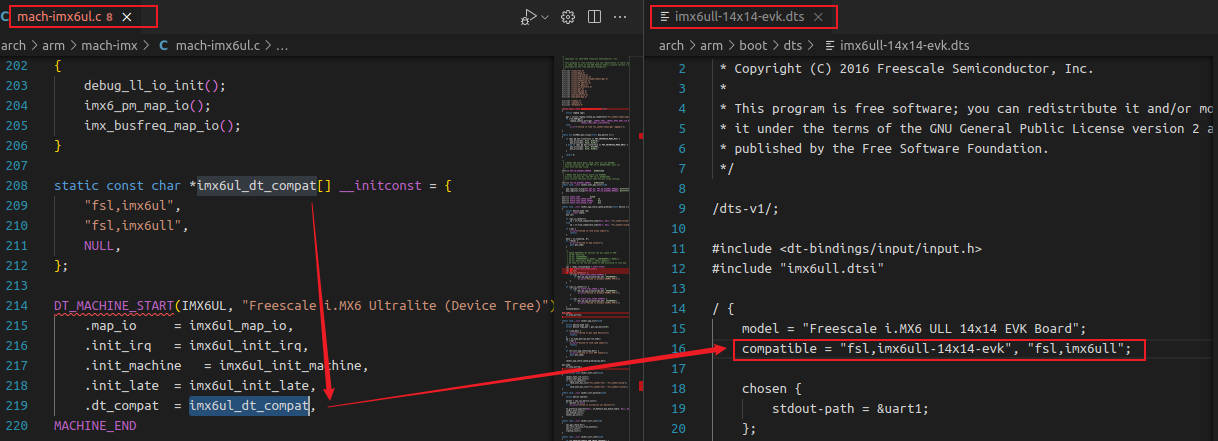 mach-imx6ul.c 8
arch > arm > mach-imx > C mach-imx6ul.c > ...
202 {
203 debug_ll_io_init();
204 imx6_pm_map_io();
205 imx_busfreq_map_io();
206 }
207
208 static const char *imx6ul_dt_compat[] __initconst = {
209 "fsl,imx6ul",
210 "fsl,imx6ull",
211 NULL,
212 };
213
214 DT_MACHINE_START(IMX6UL, "Freescale i.MX6 Ultralite (Device Tree)")
215 .map_io = imx6ul_map_io,
216 .init_irq = imx6ul_init_irq,
217 .init_machine = imx6ul_init_machine,
218 .init_late = imx6ul_init_late,
219 .dt_compat = imx6ul_dt_compat,
220 MACHINE_END
imx6ull-14x14-evk.dts
arch > arm > boot > dts > imx6ull-14x14-evk.dts
2 * Copyright (C) 2016 Freescale Semiconductor, Inc.
3 *
4 * This program is free software; you can redistribute it and/or mo
5 * it under the terms of the GNU General Public License version 2 a
6 * published by the Free Software Foundation.
7 */
8
9 /dts-v1/;
10
11 #include <dt-bindings/input/input.h>
12 #include "imx6ull.dtsi"
13
14 / {
15 model = "Freescale i.MX6 ULL 14x14 EVK Board";
16 compatible = "fsl,imx6ull-14x14-evk", "fsl,imx6ull";
17
18 chosen {
19 stdout-path = &uart1;
20 };